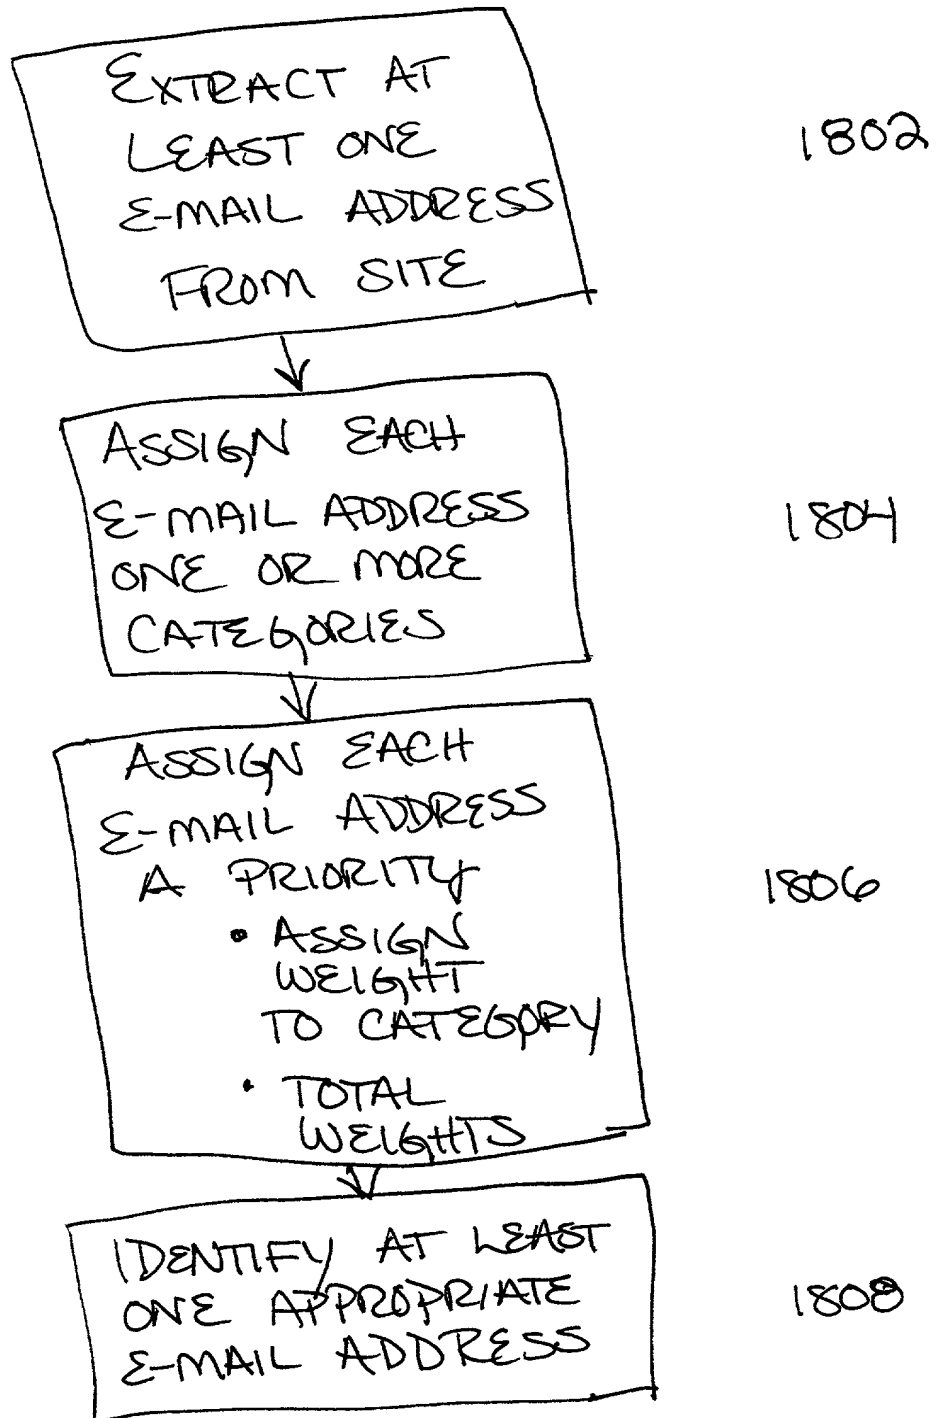 EXTRACT AT
LEAST ONE
E-MAIL ADDRESS
FROM SITE
1802
ASSIGN EACH
E-MAIL ADDRESS
ONE OR MORE
CATEGORIES
1804
ASSIGN EACH
E-MAIL ADDRESS
A PRIORITY
• ASSIGN
WEIGHT
TO CATEGORY
• TOTAL
WEIGHTS
1806
IDENTIFY AT LEAST
ONE APPROPRIATE
E-MAIL ADDRESS
1808